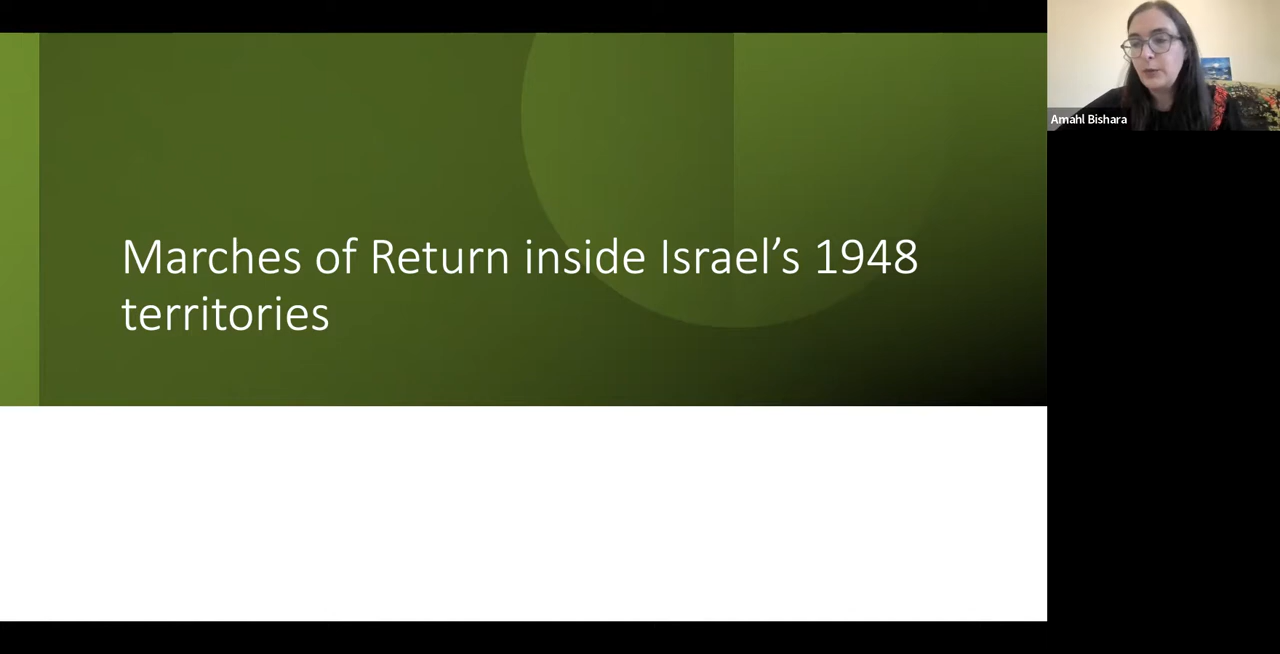 Marches of Return inside Israel’s 1948
territories
Amahl Bishara